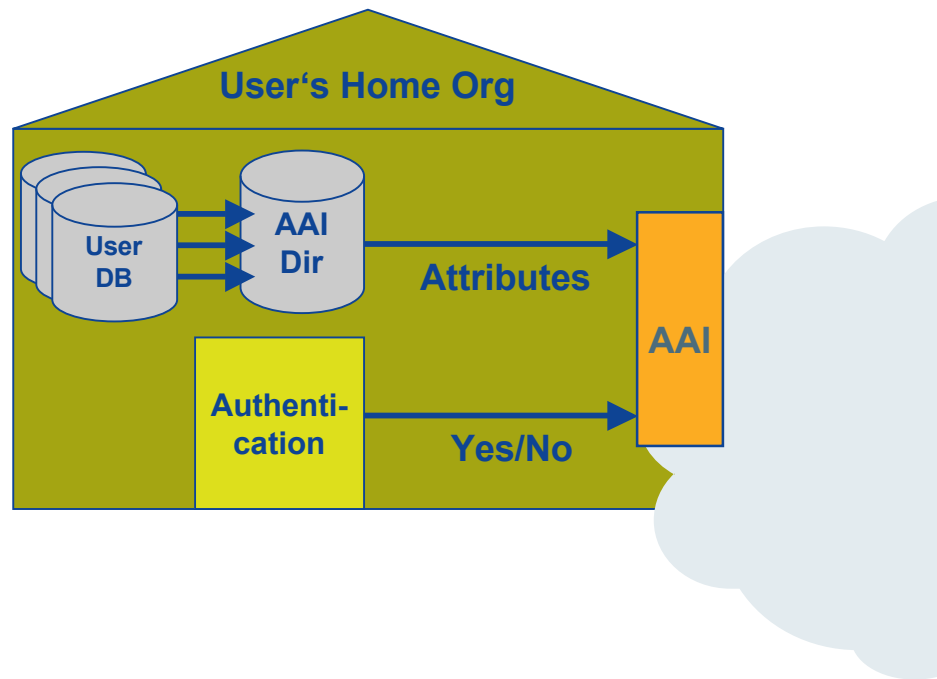 User‘s Home Org
User
DB
AAI
Dir
Attributes
AAI
Authenti-
cation
Yes/No